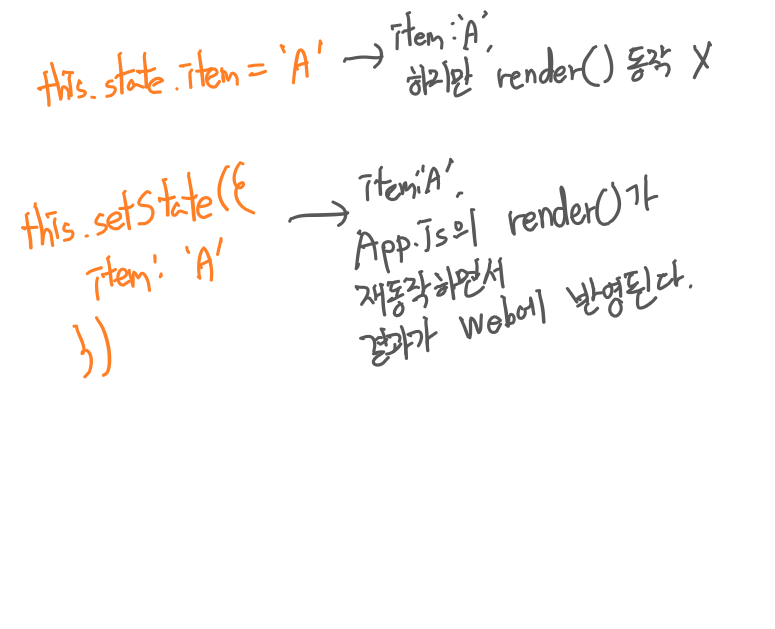 this.state.item = 'A' → item:'A',
하지만 render() 동작 X
this.setState({
item: 'A'
})
→ item:'A',
App.js의 render()가
재동작하면서
결과가 Web에 반영된다.